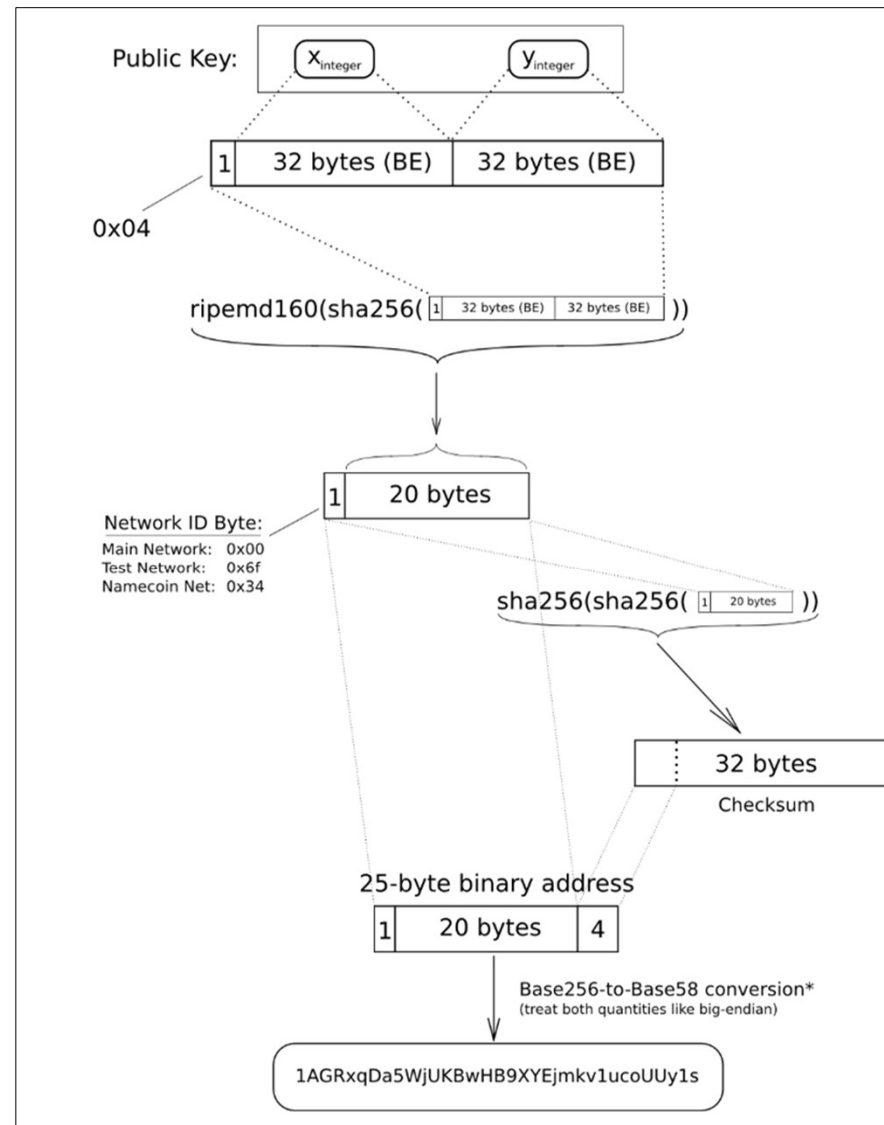 Public Key:
x integer
y integer
1
32 bytes (BE)
32 bytes (BE)
0x04
ripemd160(sha256( 1 32 bytes (BE) 32 bytes (BE) ))
1
20 bytes
Network ID Byte:
Main Network: 0x00
Test Network: 0x6f
Namecoin Net: 0x34
sha256(sha256( 1 20 bytes ))
32 bytes
Checksum
25-byte binary address
1
20 bytes
4
Base256-to-Base58 conversion*
(treat both quantities like big-endian)
1AGRxqDa5WjUKBwHB9XYEjmkv1ucoUUy1s